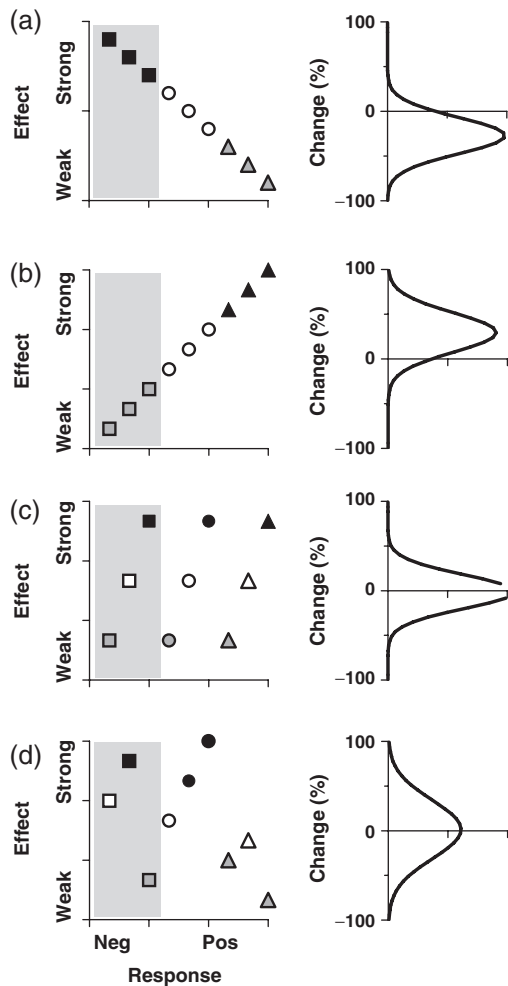 (a)
Effect
Strong
Weak
Change (%)
100
0
–100
(b)
Effect
Strong
Weak
Change (%)
100
0
–100
(c)
Effect
Strong
Weak
Change (%)
100
0
–100
(d)
Effect
Strong
Weak
Neg
Pos
Response
Change (%)
100
0
–100